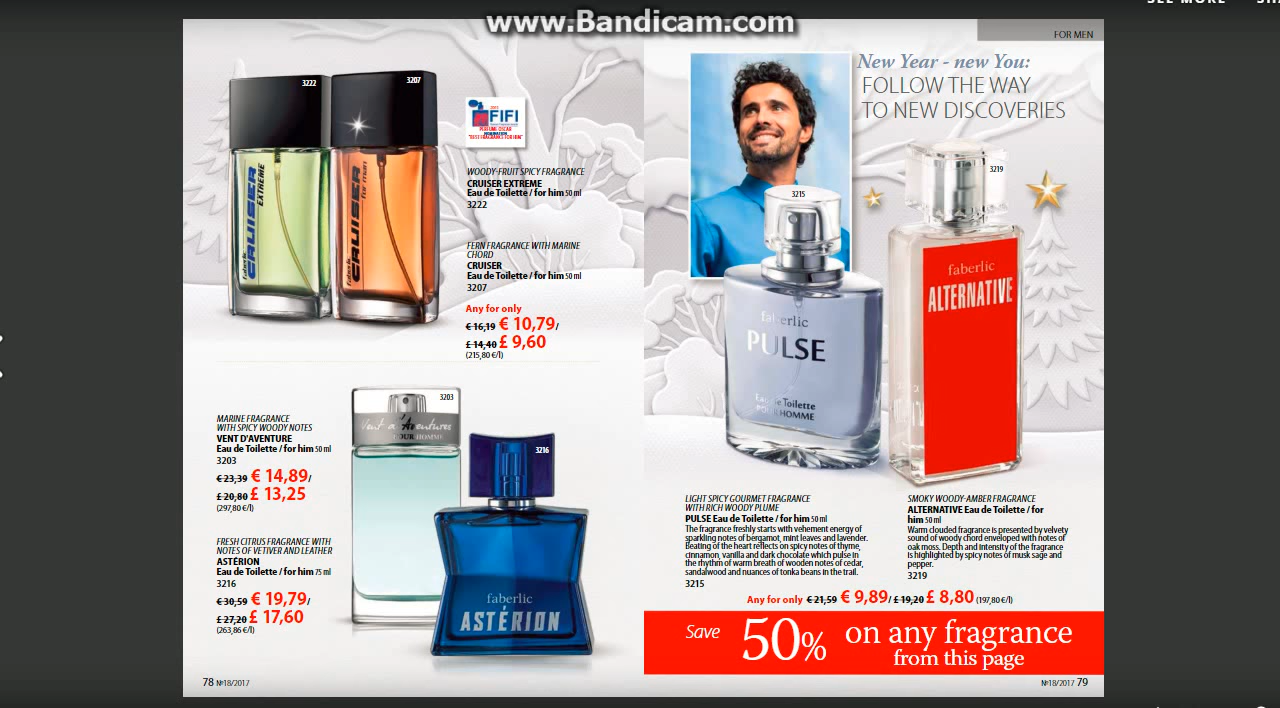 www.Bandicam.com
FOR MEN
3222
3207
FIFI
PERFUME OSCAR
NOMINATION
"BEST FRAGRANCE FOR HIM"
faberlic
CRUISER
EXTREME
faberlic
CRUISER
for man
WOODY-FRUIT SPICY FRAGRANCE
CRUISER EXTREME
Eau de Toilette / for him 50 ml
3222
FERN FRAGRANCE WITH MARINE
CHORD
CRUISER
Eau de Toilette / for him 50 ml
3207
Any for only
€ 16,19 € 10,79/
£ 14,40 £ 9,60
(215,80 €/l)
MARINE FRAGRANCE
WITH SPICY WOODY NOTES
VENT D'AVENTURE
Eau de Toilette / for him 50 ml
3203
€ 23,39 € 14,89/
£ 20,80 £ 13,25
(297,80 €/l)
FRESH CITRUS FRAGRANCE WITH
NOTES OF VETIVER AND LEATHER
ASTÉRION
Eau de Toilette / for him 75 ml
3216
€ 30,59 € 19,79/
£ 27,20 £ 17,60
(263,86 €/l)
3203
Vent d'Aventures
POUR HOMME
3216
faberlic
ASTÉRION
78 №18/2017
New Year - new You:
FOLLOW THE WAY
TO NEW DISCOVERIES
3215
3219
faberlic
PULSE
Eau de Toilette
POUR HOMME
faberlic
ALTERNATIVE
LIGHT SPICY GOURMET FRAGRANCE
WITH RICH WOODY PLUME
PULSE Eau de Toilette / for him 50 ml
The fragrance freshly starts with vehement energy of
sparkling notes of bergamot, mint leaves and lavender.
Beating of the heart reflects on spicy notes of thyme,
cinnamon, vanilla and dark chocolate which pulse in
the rhythm of warm breath of wooden notes of cedar,
sandalwood and nuances of tonka beans in the trail.
3215
SMOKY WOODY-AMBER FRAGRANCE
ALTERNATIVE Eau de Toilette / for
him 50 ml
Warm clouded fragrance is presented by velvety
sound of woody chord enveloped with notes of
oak moss. Depth and intensity of the fragrance
is highlighted by spicy notes of musk sage and
pepper.
3219
Any for only € 21,59 € 9,89/ £ 19,20 £ 8,80 (197,80 €/l)
Save 50% on any fragrance
from this page
№18/2017 79